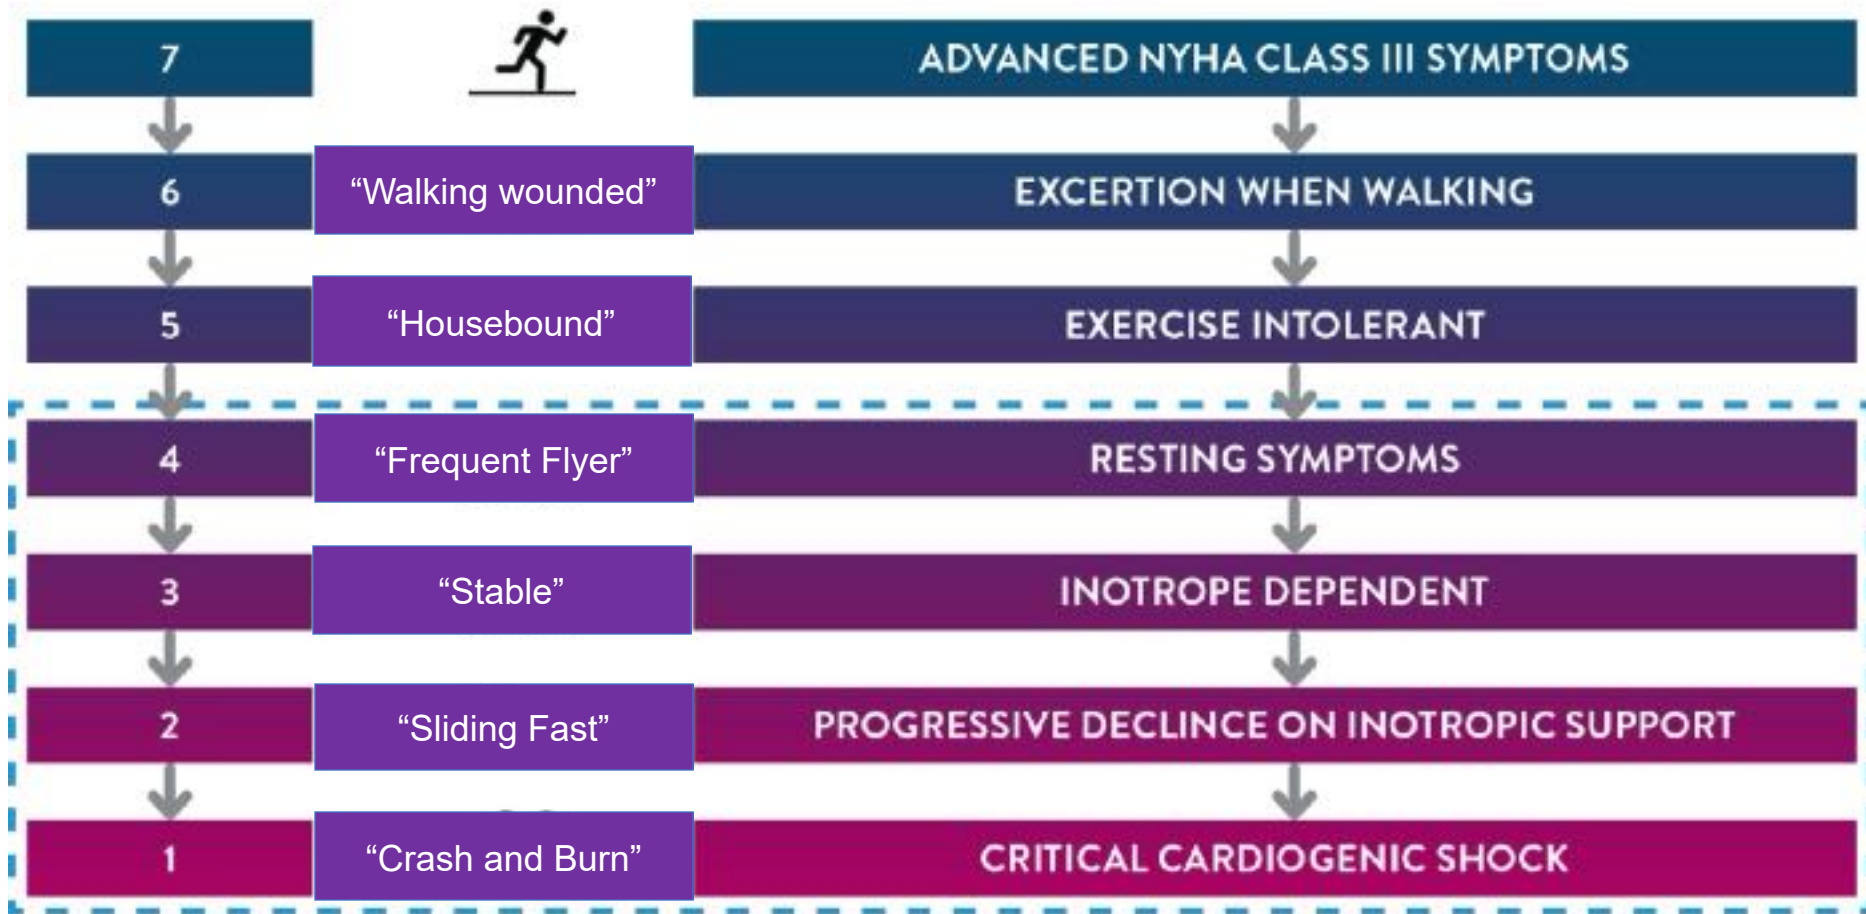 7
ADVANCED NYHA CLASS III SYMPTOMS
6
“Walking wounded”
EXCERTION WHEN WALKING
5
“Housebound”
EXERCISE INTOLERANT
4
“Frequent Flyer”
RESTING SYMPTOMS
3
“Stable”
INOTROPE DEPENDENT
2
“Sliding Fast”
PROGRESSIVE DECLINCE ON INOTROPIC SUPPORT
1
“Crash and Burn”
CRITICAL CARDIOGENIC SHOCK